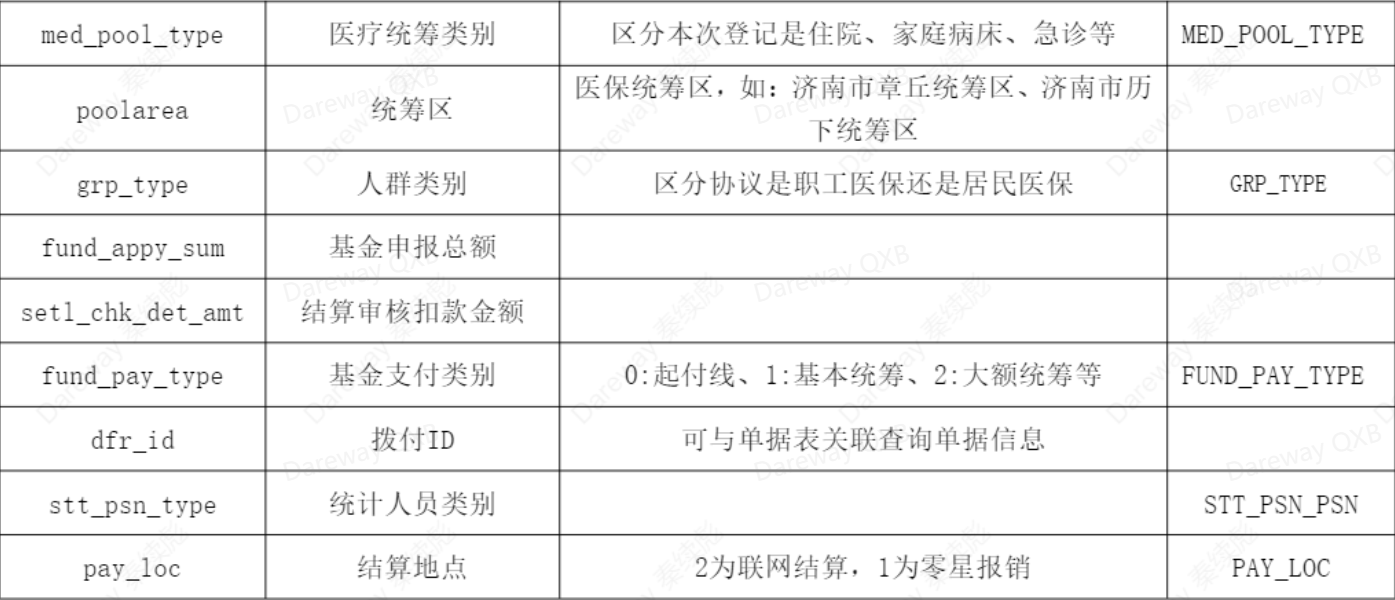 med_pool_type 医疗统筹类别 区分本次登记是住院、家庭病床、急诊等 MED_POOL_TYPE
poolarea 统筹区 医保统筹区，如：济南市章丘统筹区、济南市历
下统筹区
grp_type 人群类别 区分协议是职工医保还是居民医保 GRP_TYPE
fund_appy_sum 基金申报总额
setl_chk_det_amt 结算审核扣款金额
fund_pay_type 基金支付类别 0:起付线、1:基本统筹、2:大额统筹等 FUND_PAY_TYPE
dfr_id 拨付ID 可与单据表关联查询单据信息
stt_psn_type 统计人员类别 STT_PSN_PSN
pay_loc 结算地点 2为联网结算，1为零星报销 PAY_LOC
Dareway QXB
Dareway 秦续彪